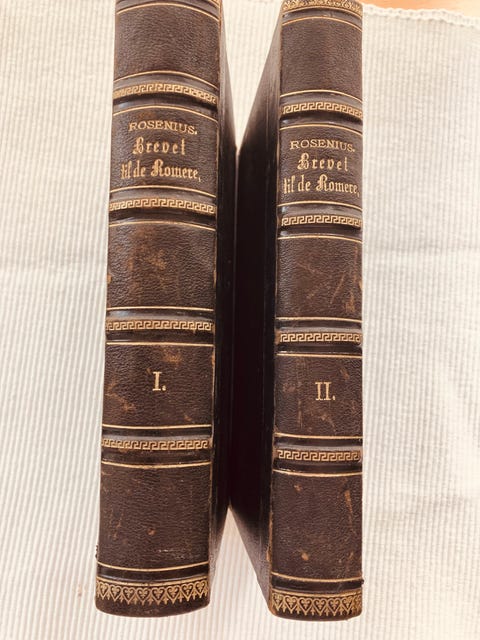 ROSENIUS.
Brevet
til de Romere,
I.
ROSENIUS.
Brevet
til de Romere,
II.